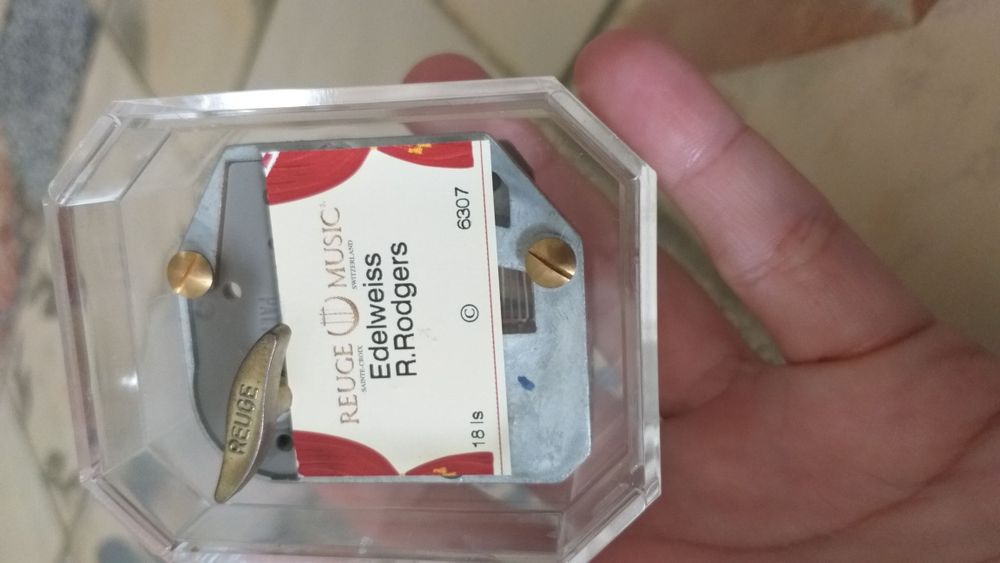 REUGE MUSIC
SAINTE-CROIX SWITZERLAND
Edelweiss
R.Rodgers
18 ls © 6307
REUGE